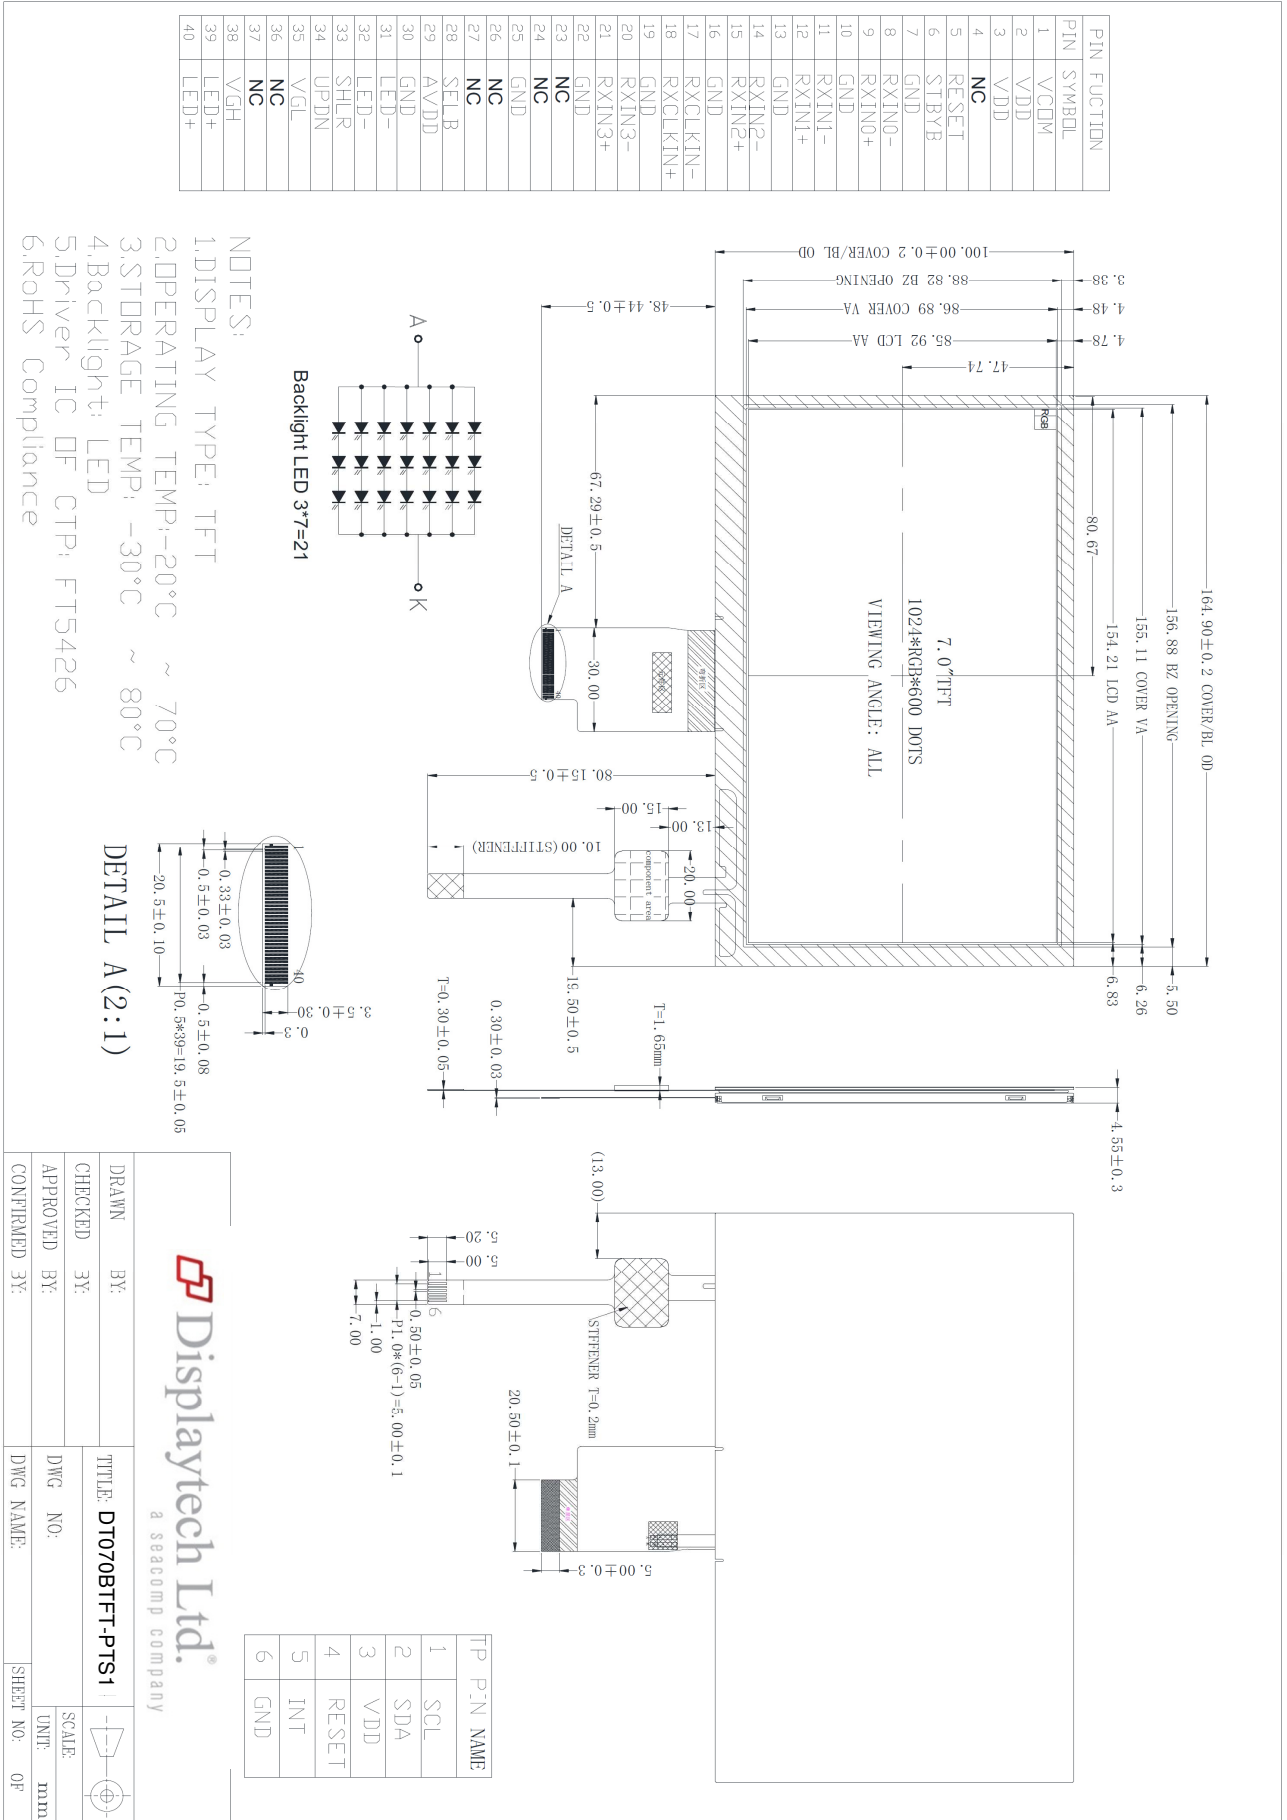 PIN FUCTION
PIN SYMBOL
1 VCOM
2 VDD
3 VDD
4 NC
5 RESET
6 STBYB
7 GND
8 RXIN0-
9 RXIN0+
10 GND
11 RXIN1-
12 RXIN1+
13 GND
14 RXIN2-
15 RXIN2+
16 GND
17 RXCLKIN-
18 RXCLKIN+
19 GND
20 RXIN3-
21 RXIN3+
22 GND
23 NC
24 NC
25 GND
26 NC
27 NC
28 SELB
29 AVDD
30 GND
31 LED-
32 LED-
33 SHLR
34 UPDN
35 VGL
36 NC
37 NC
38 VGH
39 LED+
40 LED+
164.90±0.2 COVER/BL OD
156.88 BZ OPENING
155.11 COVER VA
154.21 LCD AA
80.67
5.50
6.26
6.83
100.00±0.2 COVER/BL OD
88.82 BZ OPENING
86.89 COVER VA
85.92 LCD AA
47.74
3.38
4.48
4.78
48.44±0.5
RGB
7.0"TFT
1024*RGB*600 DOTS
VIEWING ANGLE: ALL
67.29±0.5
30.00
DETAIL A
1
40
80.15±0.5
15.00
13.00
10.00(STIFFENER)
20.00
component area
19.50±0.5
4.55±0.3
T=1.65mm
0.30±0.03
T=0.30±0.05
(13.00)
STFFENER T=0.2mm
5.20
5.00
1
6
0.50±0.05
P1.0*(6-1)=5.00±0.1
1.00
7.00
20.50±0.1
5.00±0.3
A
K
Backlight LED 3*7=21
1
40
3.5±0.30
0.3
0.33±0.03
0.5±0.03
0.5±0.08
P0.5*39=19.5±0.05
20.5±0.10
DETAIL A(2:1)
NOTES:
1.DISPLAY TYPE: TFT
2.OPERATING TEMP:-20°C ~ 70°C
3.STORAGE TEMP: -30°C ~ 80°C
4.Backlight: LED
5.Driver IC OF CTP: FT5426
6.RoHS Compliance
TP PIN NAME
1 SCL
2 SDA
3 VDD
4 RESET
5 INT
6 GND
Displaytech Ltd.®
a seacomp company
DRAWN BY:
CHECKED BY:
APPROVED BY:
CONFIRMED BY:
TITLE: DT070BTFT-PTS1
DWG NO:
DWG NAME:
SCALE:
UNIT: mm
SHEET NO: OF